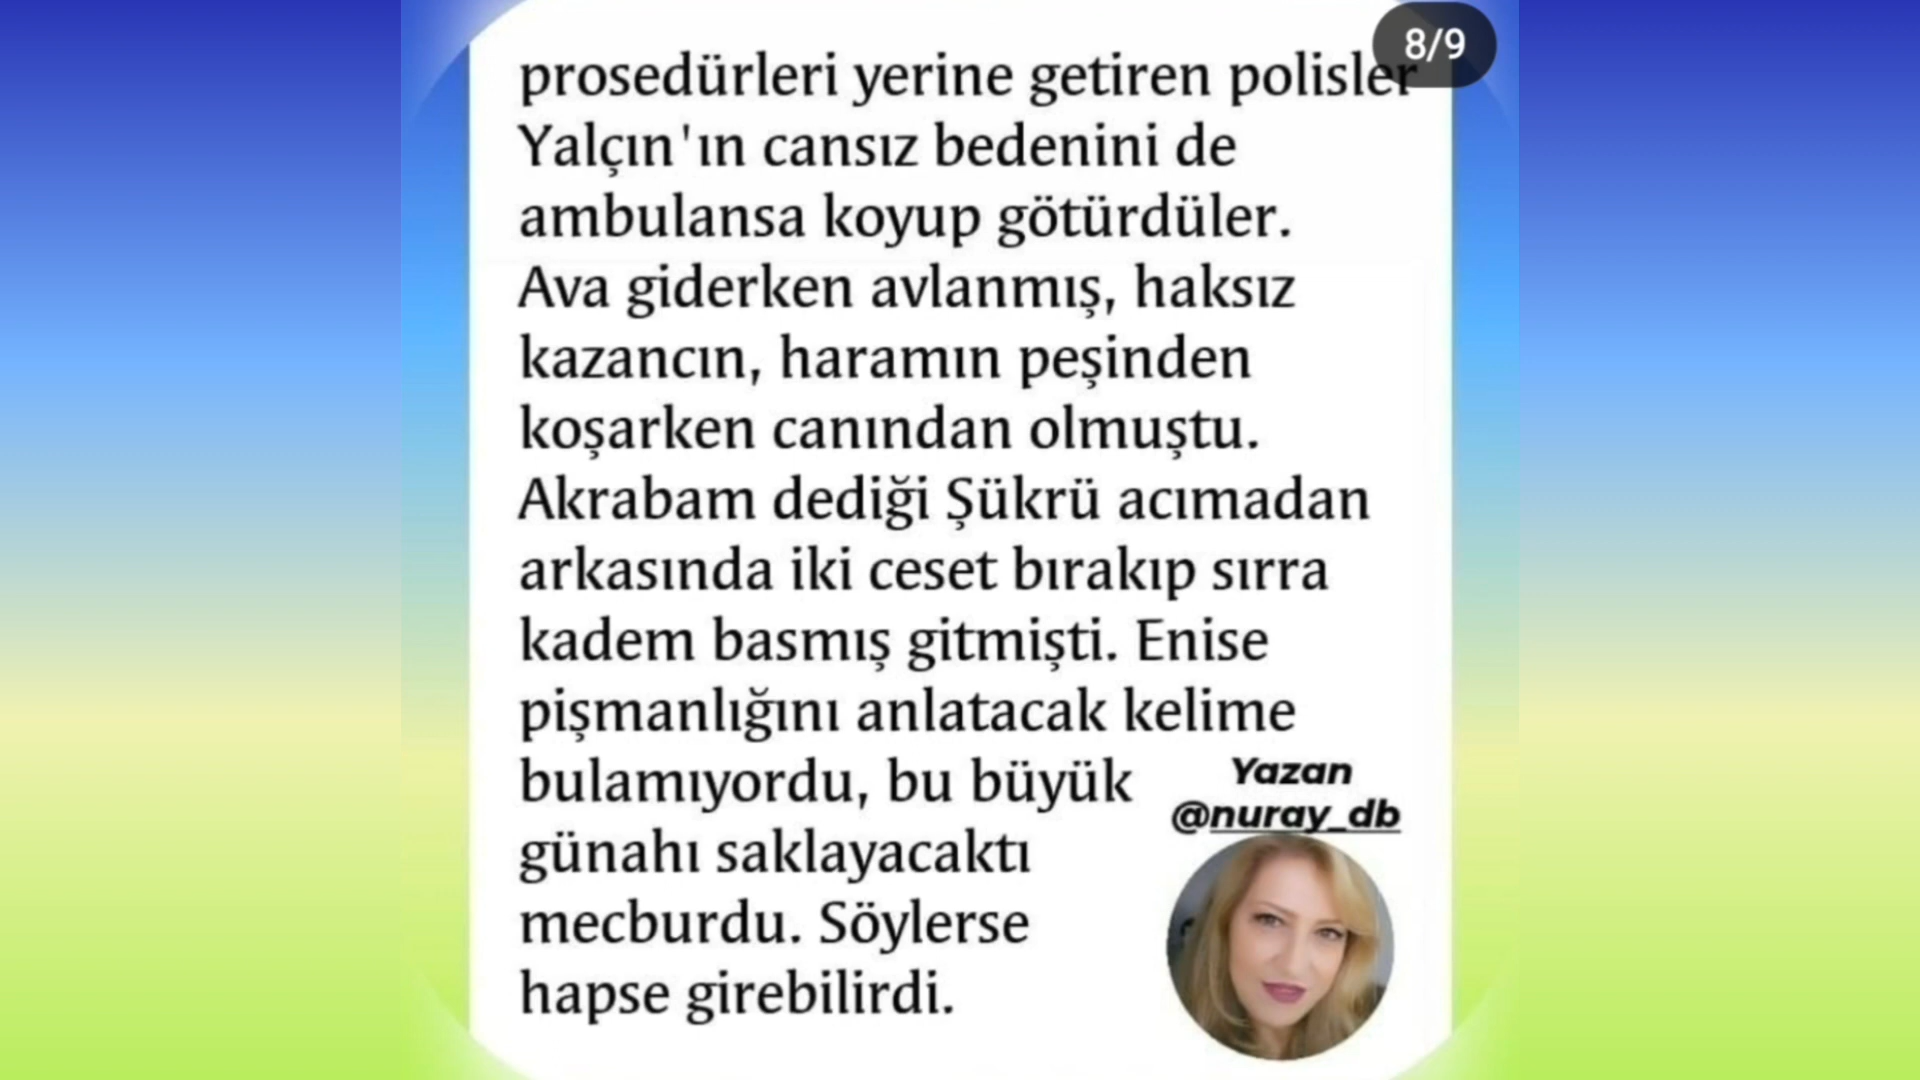 8/9
prosedürleri yerine getiren polisler
Yalçın'ın cansız bedenini de
ambulansa koyup götürdüler.
Ava giderken avlanmış, haksız
kazancın, haramın peşinden
koşarken canından olmuştu.
Akrabam dediği Şükrü acımadan
arkasında iki ceset bırakıp sırra
kadem basmış gitmişti. Enise
pişmanlığını anlatacak kelime
bulamıyordu, bu büyük
günahı saklayacaktı
mecburdu. Söylerse
hapse girebilirdi.
Yazan
@nuray_db